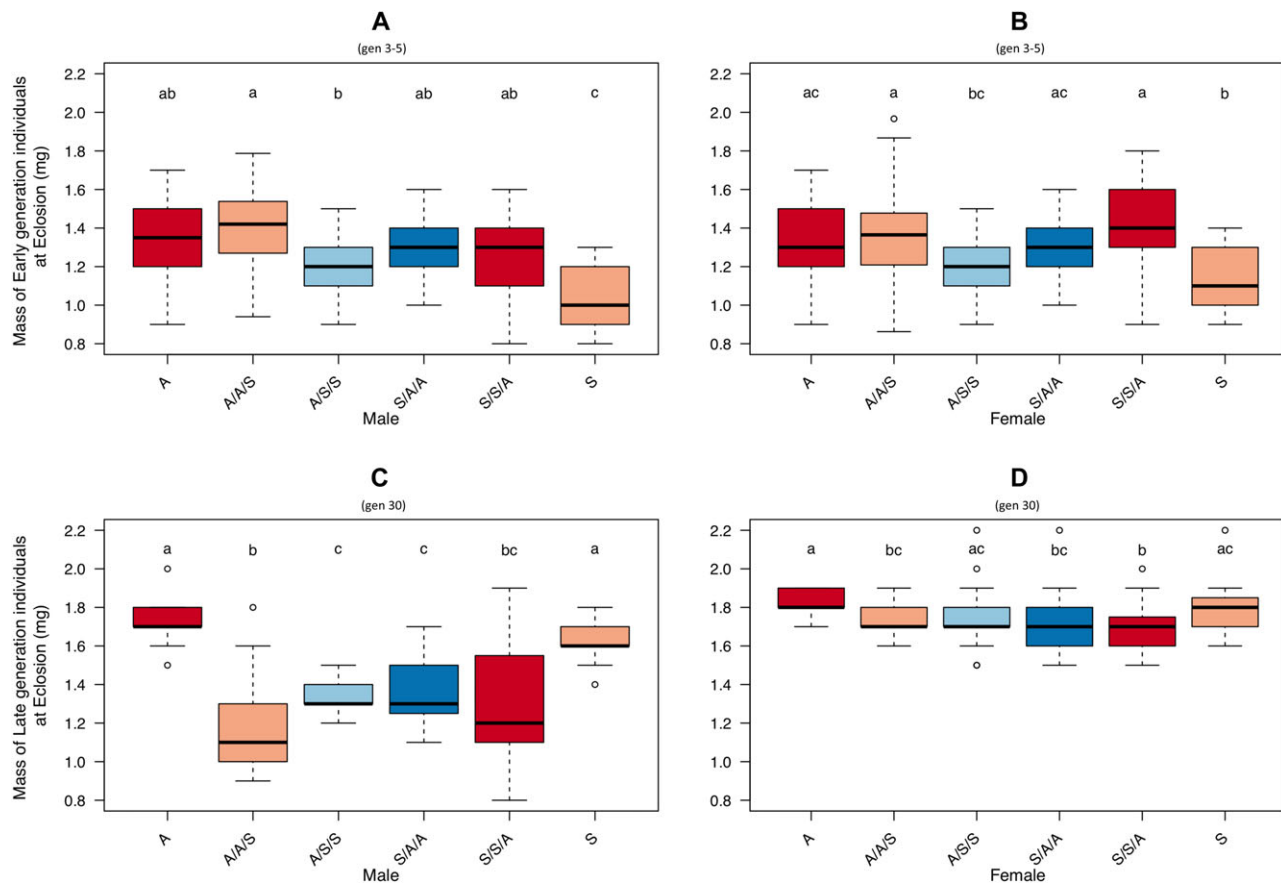 A
(gen 3-5)
Mass of Early generation individuals
at Eclosion (mg)
2.2
2.0
1.8
1.6
1.4
1.2
1.0
0.8
ab a b ab ab c
A A/A/S A/S/S S/A/A S/S/A S
Male
B
(gen 3-5)
2.2
2.0
1.8
1.6
1.4
1.2
1.0
0.8
ac a bc ac a b
A A/A/S A/S/S S/A/A S/S/A S
Female
C
(gen 30)
Mass of Late generation individuals
at Eclosion (mg)
2.2
2.0
1.8
1.6
1.4
1.2
1.0
0.8
a b c c bc a
A A/A/S A/S/S S/A/A S/S/A S
Male
D
(gen 30)
2.2
2.0
1.8
1.6
1.4
1.2
1.0
0.8
a bc ac bc b ac
A A/A/S A/S/S S/A/A S/S/A S
Female